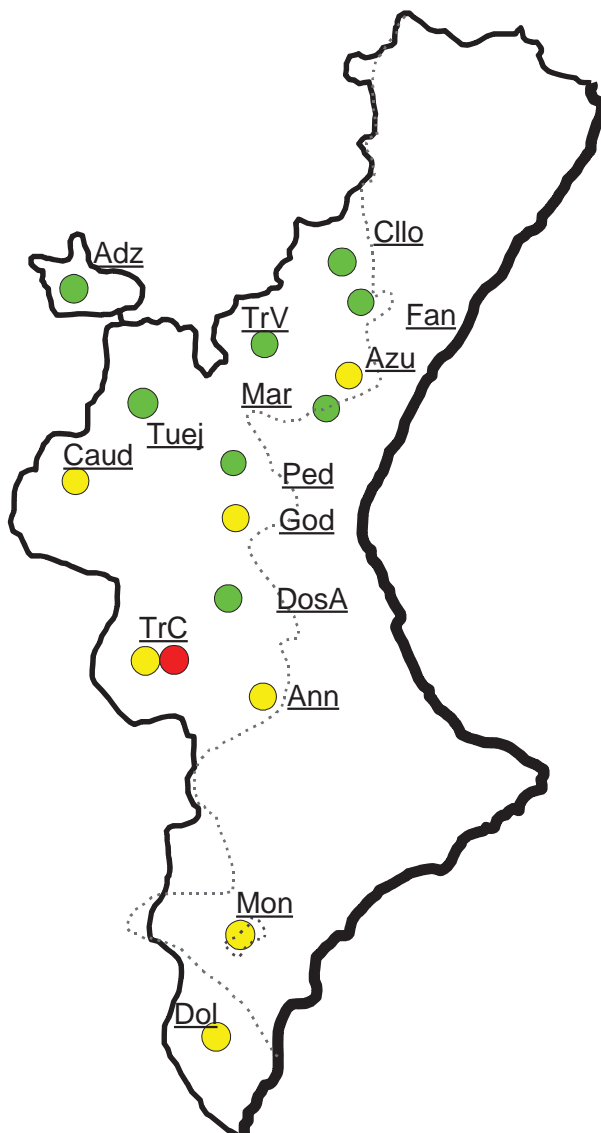 Cllo
Adz
Fan
TrV
Azu
Mar
Tuej
Caud
Ped
God
DosA
TrC
Ann
Mon
Dol